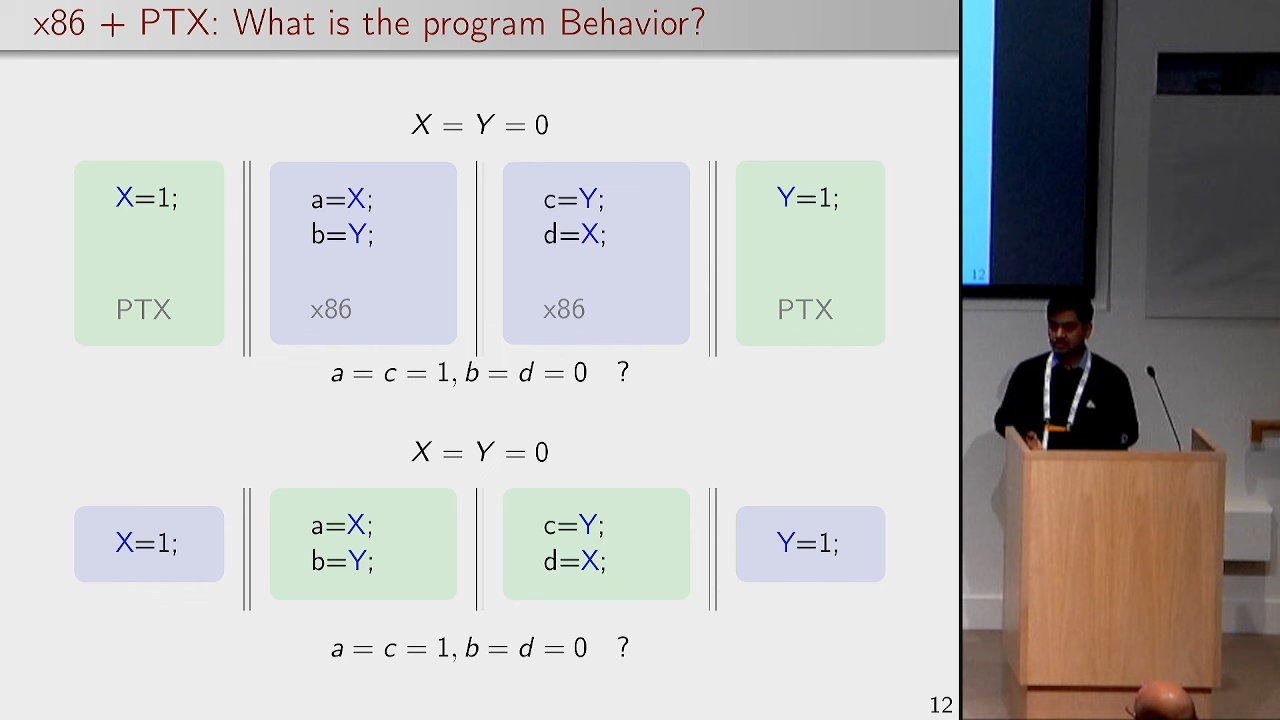 x86 + PTX: What is the program Behavior?
X = Y = 0
X=1; a=X; c=Y; Y=1;
b=Y; d=X;
PTX x86 x86 PTX
a = c = 1, b = d = 0 ?
X = Y = 0
a=X; c=Y;
X=1; Y=1;
b=Y; d=X;
a = c = 1, b = d = 0 ?
12
12